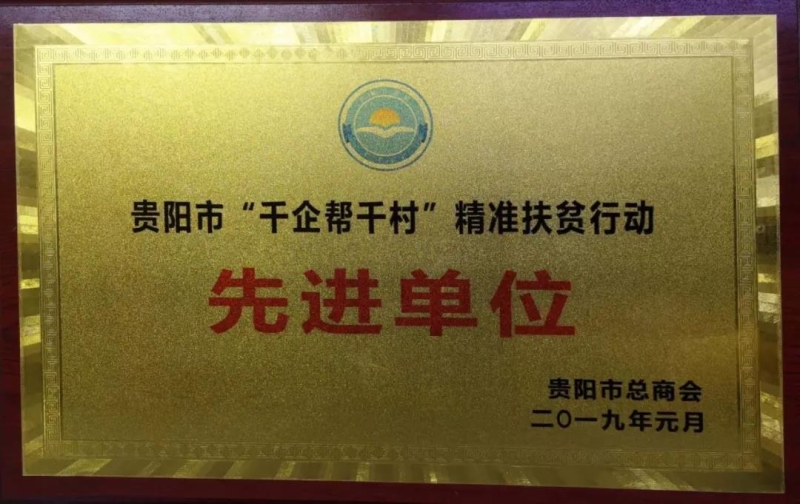 贵阳市“千企帮千村”精准扶贫行动
先进单位
贵阳市总商会
二〇一九年元月